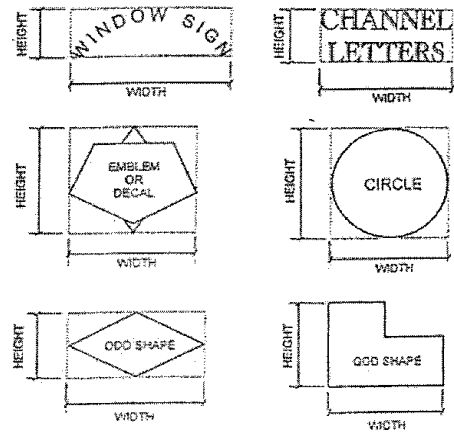 HEIGHT
WINDOW SIGN
WIDTH
HEIGHT
CHANNEL
LETTERS
WIDTH
HEIGHT
EMBLEM
OR
DECAL
WIDTH
HEIGHT
CIRCLE
WIDTH
HEIGHT
ODD SHAPE
WIDTH
HEIGHT
ODD SHAPE
WIDTH